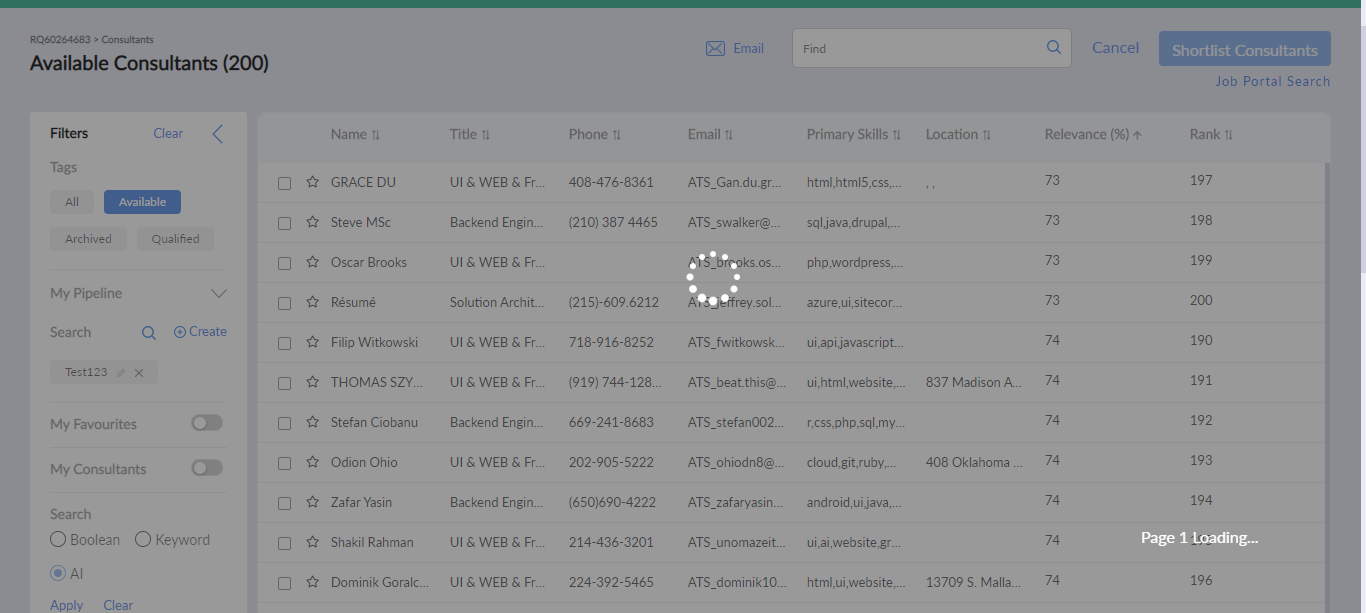 RQ60264683 > Consultants
Available Consultants (200)
Email
Find
Cancel
Shortlist Consultants
Job Portal Search
Filters Clear
Tags
All Available
Archived Qualified
My Pipeline
Search Create
Test123
My Favourites
My Consultants
Search
Boolean Keyword
AI
Apply Clear
Name Title Phone Email Primary Skills Location Relevance (%) Rank
GRACE DU UI & WEB & Fr... 408-476-8361 ATS_Gan.du.gr... html,html5,css,... , , 73 197
Steve MSc Backend Engin... (210) 387 4465 ATS_swalker@... sql,java,drupal,... 73 198
Oscar Brooks UI & WEB & Fr... ATS_brooks.os... php,wordpress,... 73 199
Résumé Solution Archit... (215)-609.6212 ATS_jeffrey.sol... azure,ui,sitecor... 73 200
Filip Witkowski UI & WEB & Fr... 718-916-8252 ATS_fwitkowsk... ui,api,javascript... 74 190
THOMAS SZY... UI & WEB & Fr... (919) 744-128... ATS_beat.this@... ui,html,website,... 837 Madison A... 74 191
Stefan Ciobanu Backend Engin... 669-241-8683 ATS_stefan002... r,css,php,sql,my... 74 192
Odion Ohio UI & WEB & Fr... 202-905-5222 ATS_ohiodn8@... cloud,git,ruby,... 408 Oklahoma ... 74 193
Zafar Yasin Backend Engin... (650)690-4222 ATS_zafaryasin... android,ui,java,... 74 194
Shakil Rahman UI & WEB & Fr... 214-436-3201 ATS_unomazeit... ui,ai,website,gr... 74
Page 1 Loading...
Dominik Goralc... UI & WEB & Fr... 224-392-5465 ATS_dominik10... html,ui,website,... 13709 S. Malla... 74 196